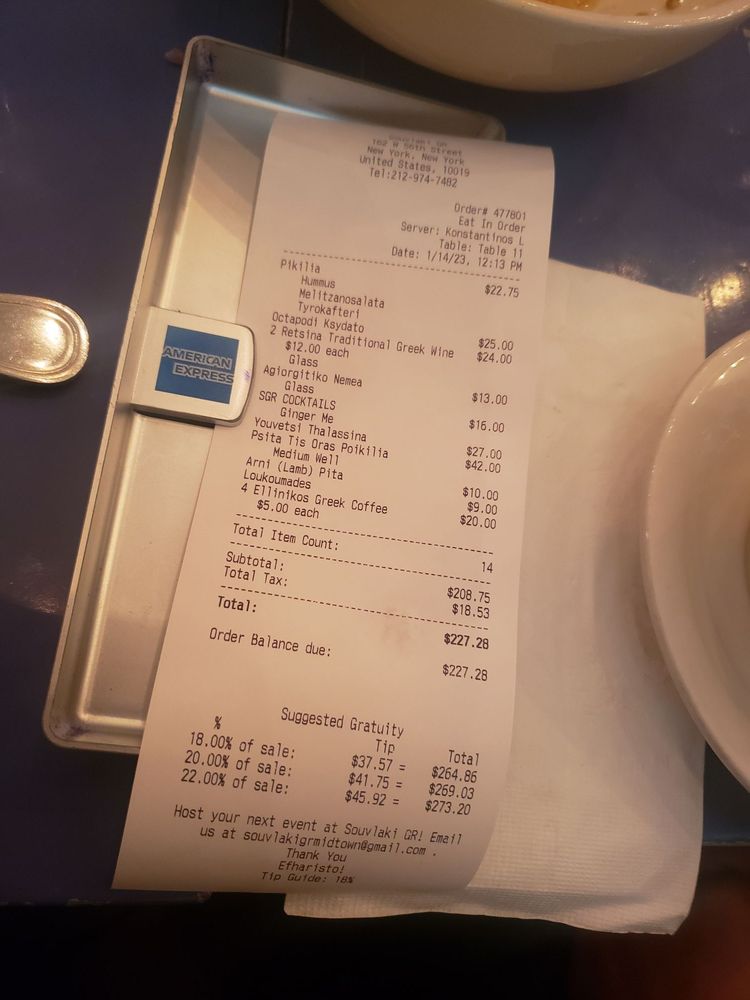 Souvlaki GR
162 W 56th Street
New York, New York
United States, 10019
Tel:212-974-7482
Order# 477801
Eat In Order
Server: Konstantinos L
Table: Table 11
Date: 1/14/23, 12:13 PM
Pikilia $22.75
Hummus
Melitzanosalata
Tyrokafteri
Octapodi Ksydato $25.00
2 Retsina Traditional Greek Wine $24.00
$12.00 each
Glass
Agiorgitiko Nemea $13.00
Glass
SGR COCKTAILS $16.00
Ginger Me
Youvetsi Thalassina $27.00
Psita Tis Oras Poikilia $42.00
Medium Well
Arni (Lamb) Pita $10.00
Loukoumades $9.00
4 Ellinikos Greek Coffee $20.00
$5.00 each
Total Item Count: 14
Subtotal: $208.75
Total Tax: $18.53
Total: $227.28
Order Balance due: $227.28
Suggested Gratuity
% Tip Total
18.00% of sale: $37.57 = $264.86
20.00% of sale: $41.75 = $269.03
22.00% of sale: $45.92 = $273.20
Host your next event at Souvlaki GR! Email
us at souvlakigrmidtown@gmail.com .
Thank You
Efharisto!
Tip Guide: 18%
AMERICAN
EXPRESS